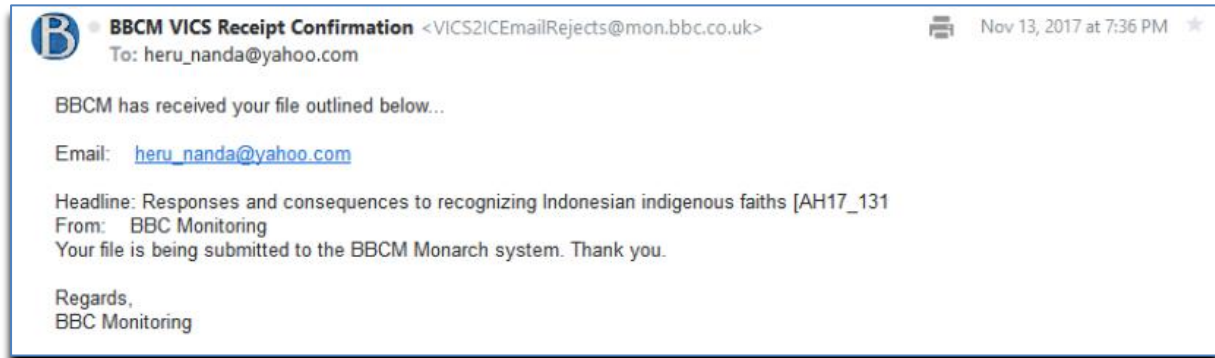 B
BBCM VICS Receipt Confirmation <VICS2ICEmailRejects@mon.bbc.co.uk> Nov 13, 2017 at 7:36 PM
To: heru_nanda@yahoo.com
BBCM has received your file outlined below...
Email: heru_nanda@yahoo.com
Headline: Responses and consequences to recognizing Indonesian indigenous faiths [AH17_131
From: BBC Monitoring
Your file is being submitted to the BBCM Monarch system. Thank you.
Regards,
BBC Monitoring